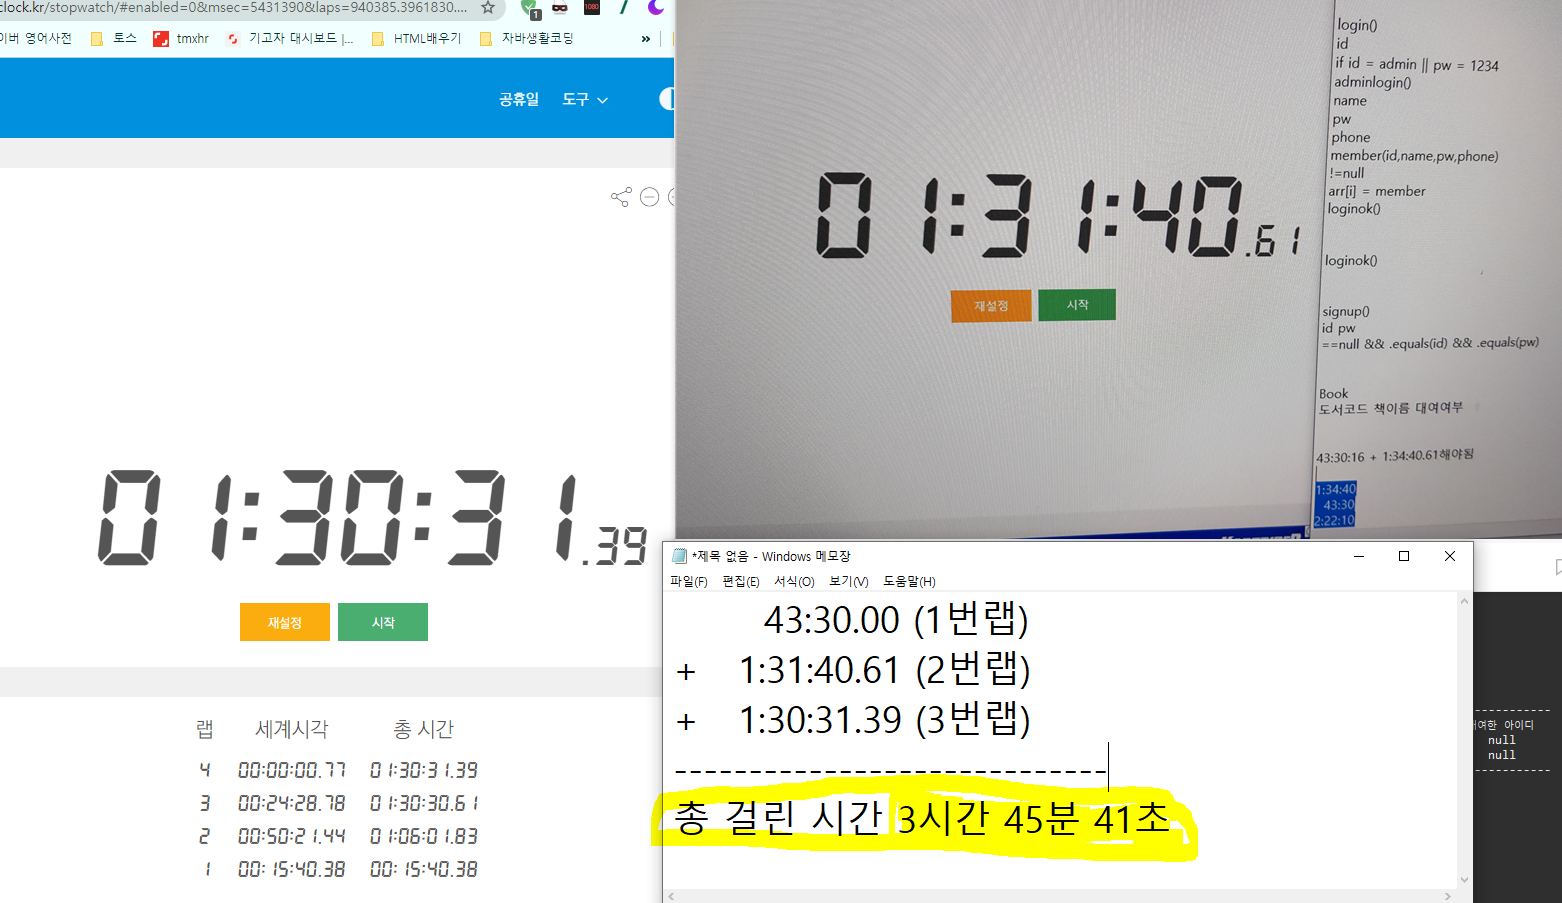 clock.kr/stopwatch/#enabled=0&msec=5431390&laps=940385.3961830....
1
1080
이버 영어사전
토스
tmxhr
기고자 대시보드 |...
HTML배우기
자바생활코딩
»
공휴일
도구
01:30:31.39
재설정
시작
랩 세계시각 총 시간
4 00:00:00.77 01:30:31.39
3 00:24:28.78 01:30:30.61
2 00:50:21.44 01:06:01.83
1 00:15:40.38 00:15:40.38
01:31:40.61
재설정
시작
login()
id
if id = admin || pw = 1234
adminlogin()
name
pw
phone
member(id,name,pw,phone)
!=null
arr[i] = member
loginok()
loginok()
signup()
id pw
==null && .equals(id) && .equals(pw)
Book
도서코드 책이름 대여여부
43:30:16 + 1:34:40.61해야됨
1:34:40
43:30
2:22:10
*제목 없음 - Windows 메모장
파일(F) 편집(E) 서식(O) 보기(V) 도움말(H)
43:30.00 (1번랩)
+ 1:31:40.61 (2번랩)
+ 1:30:31.39 (3번랩)
-----------------------------
총 걸린 시간 3시간 45분 41초
-----------
여한 아이디
null
null
-----------